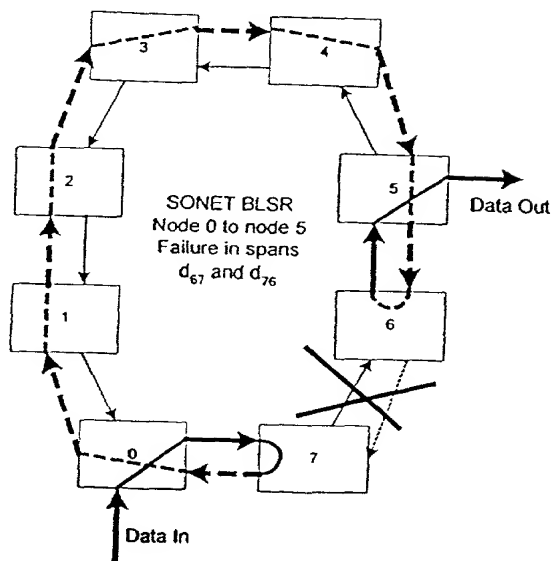 3
4
2
5
SONET BLSR
Node 0 to node 5
Failure in spans
d67 and d76
Data Out
1
6
0
7
Data In